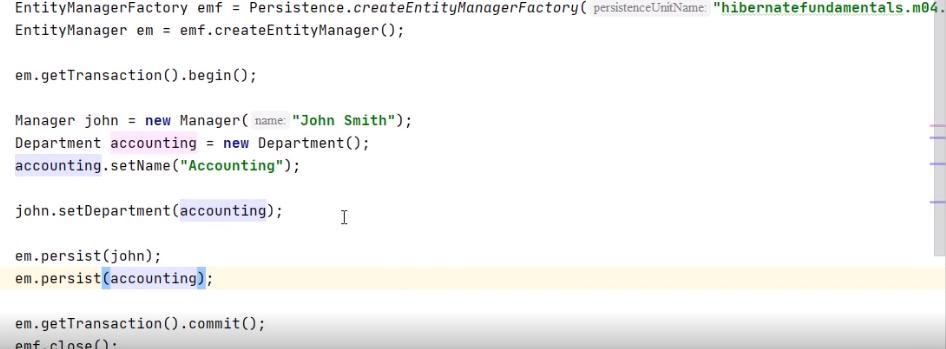 EntityManagerFactory emf = Persistence.createEntityManagerFactory( persistenceUnitName: "hibernatefundamentals.m04.
EntityManager em = emf.createEntityManager();
em.getTransaction().begin();
Manager john = new Manager( name: "John Smith");
Department accounting = new Department();
accounting.setName("Accounting");
john.setDepartment(accounting);
em.persist(john);
em.persist(accounting);
em.getTransaction().commit();
emf.close();